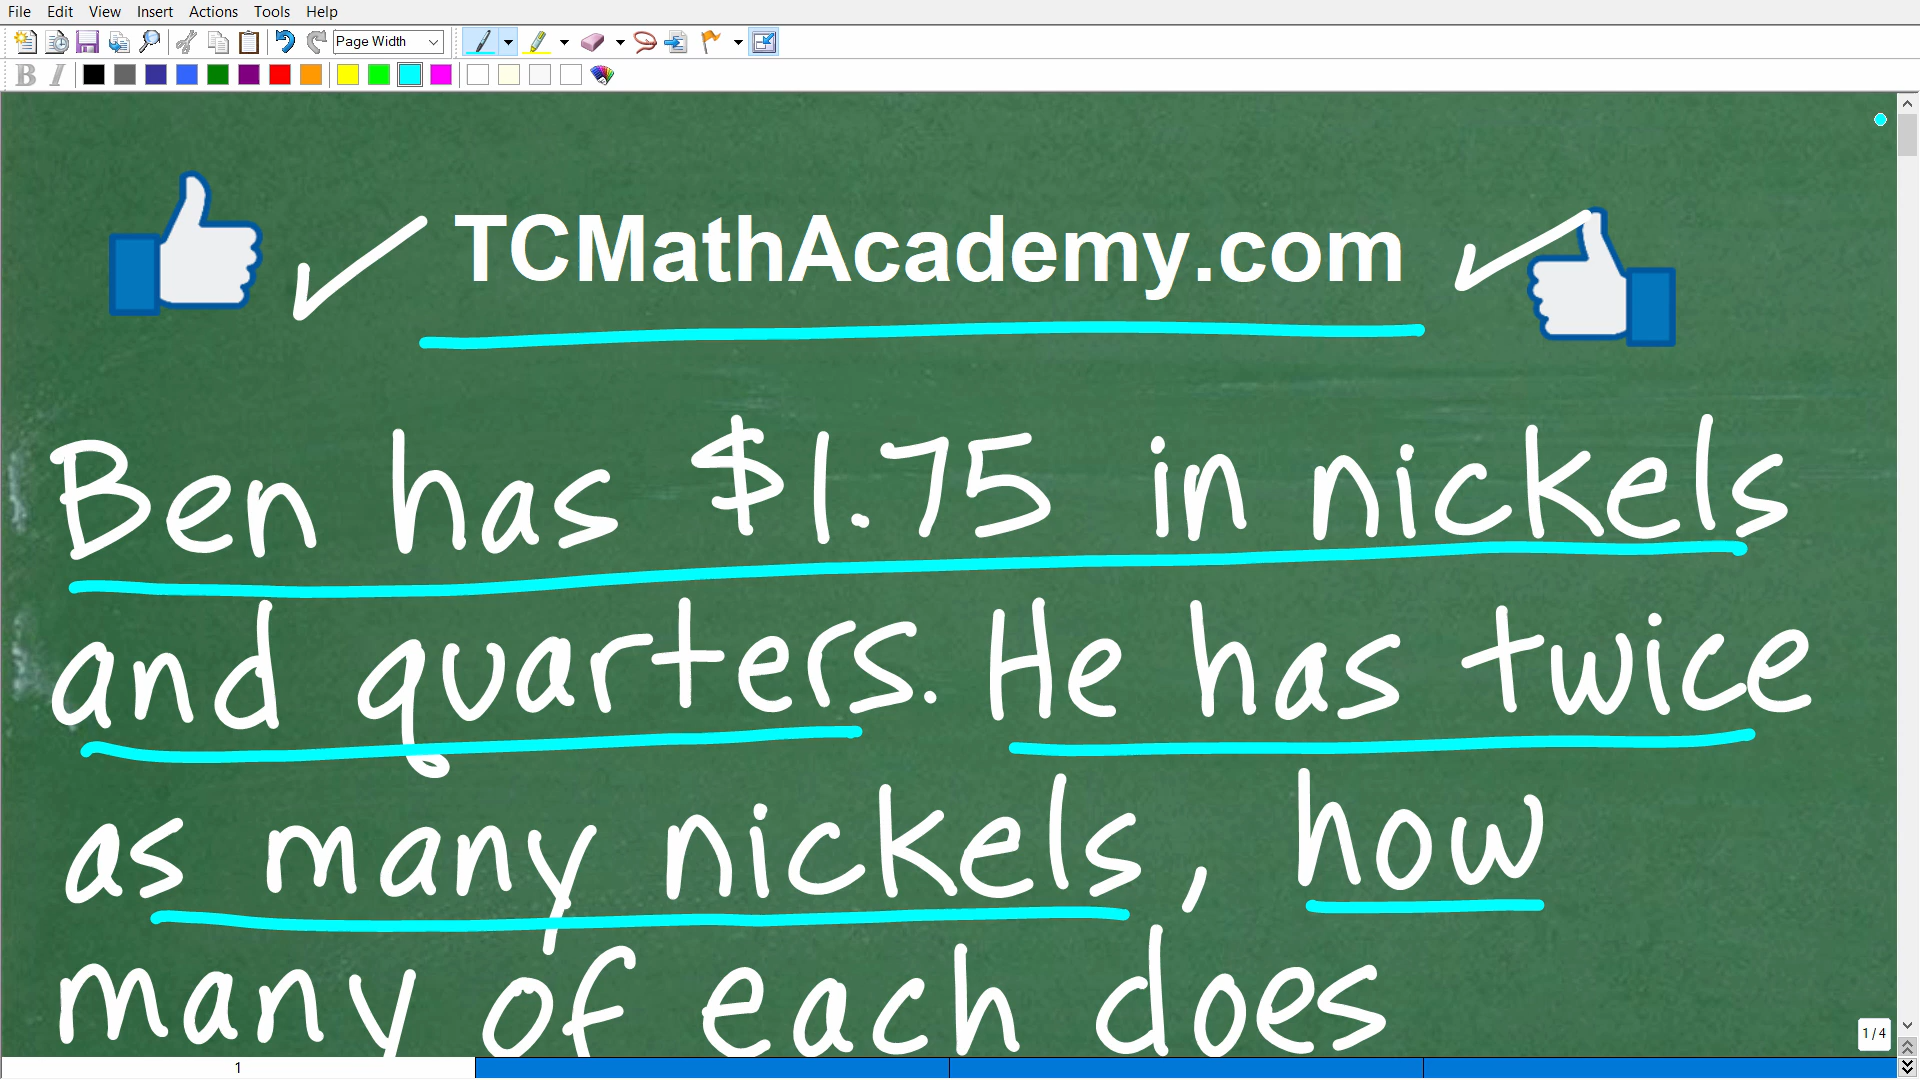 File Edit View Insert Actions Tools Help
Page Width
B I
TCMathAcademy.com
Ben has $1.75 in nickels
and quarters. He has twice
as many nickels, how
many of each does
1 / 4
1